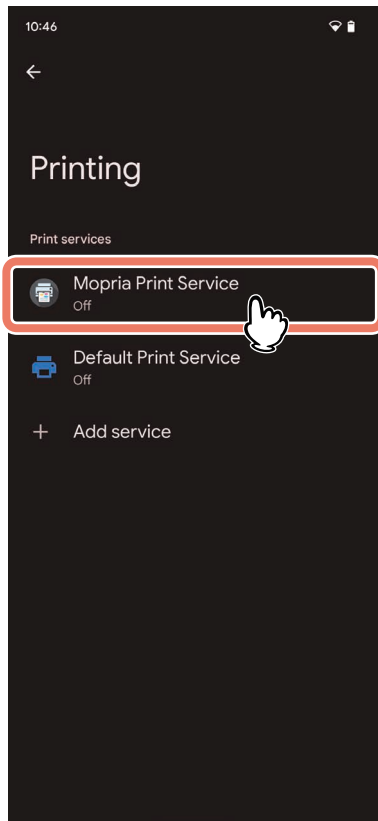 10:46
Printing
Print services
Mopria Print Service
Off
Default Print Service
Off
Add service